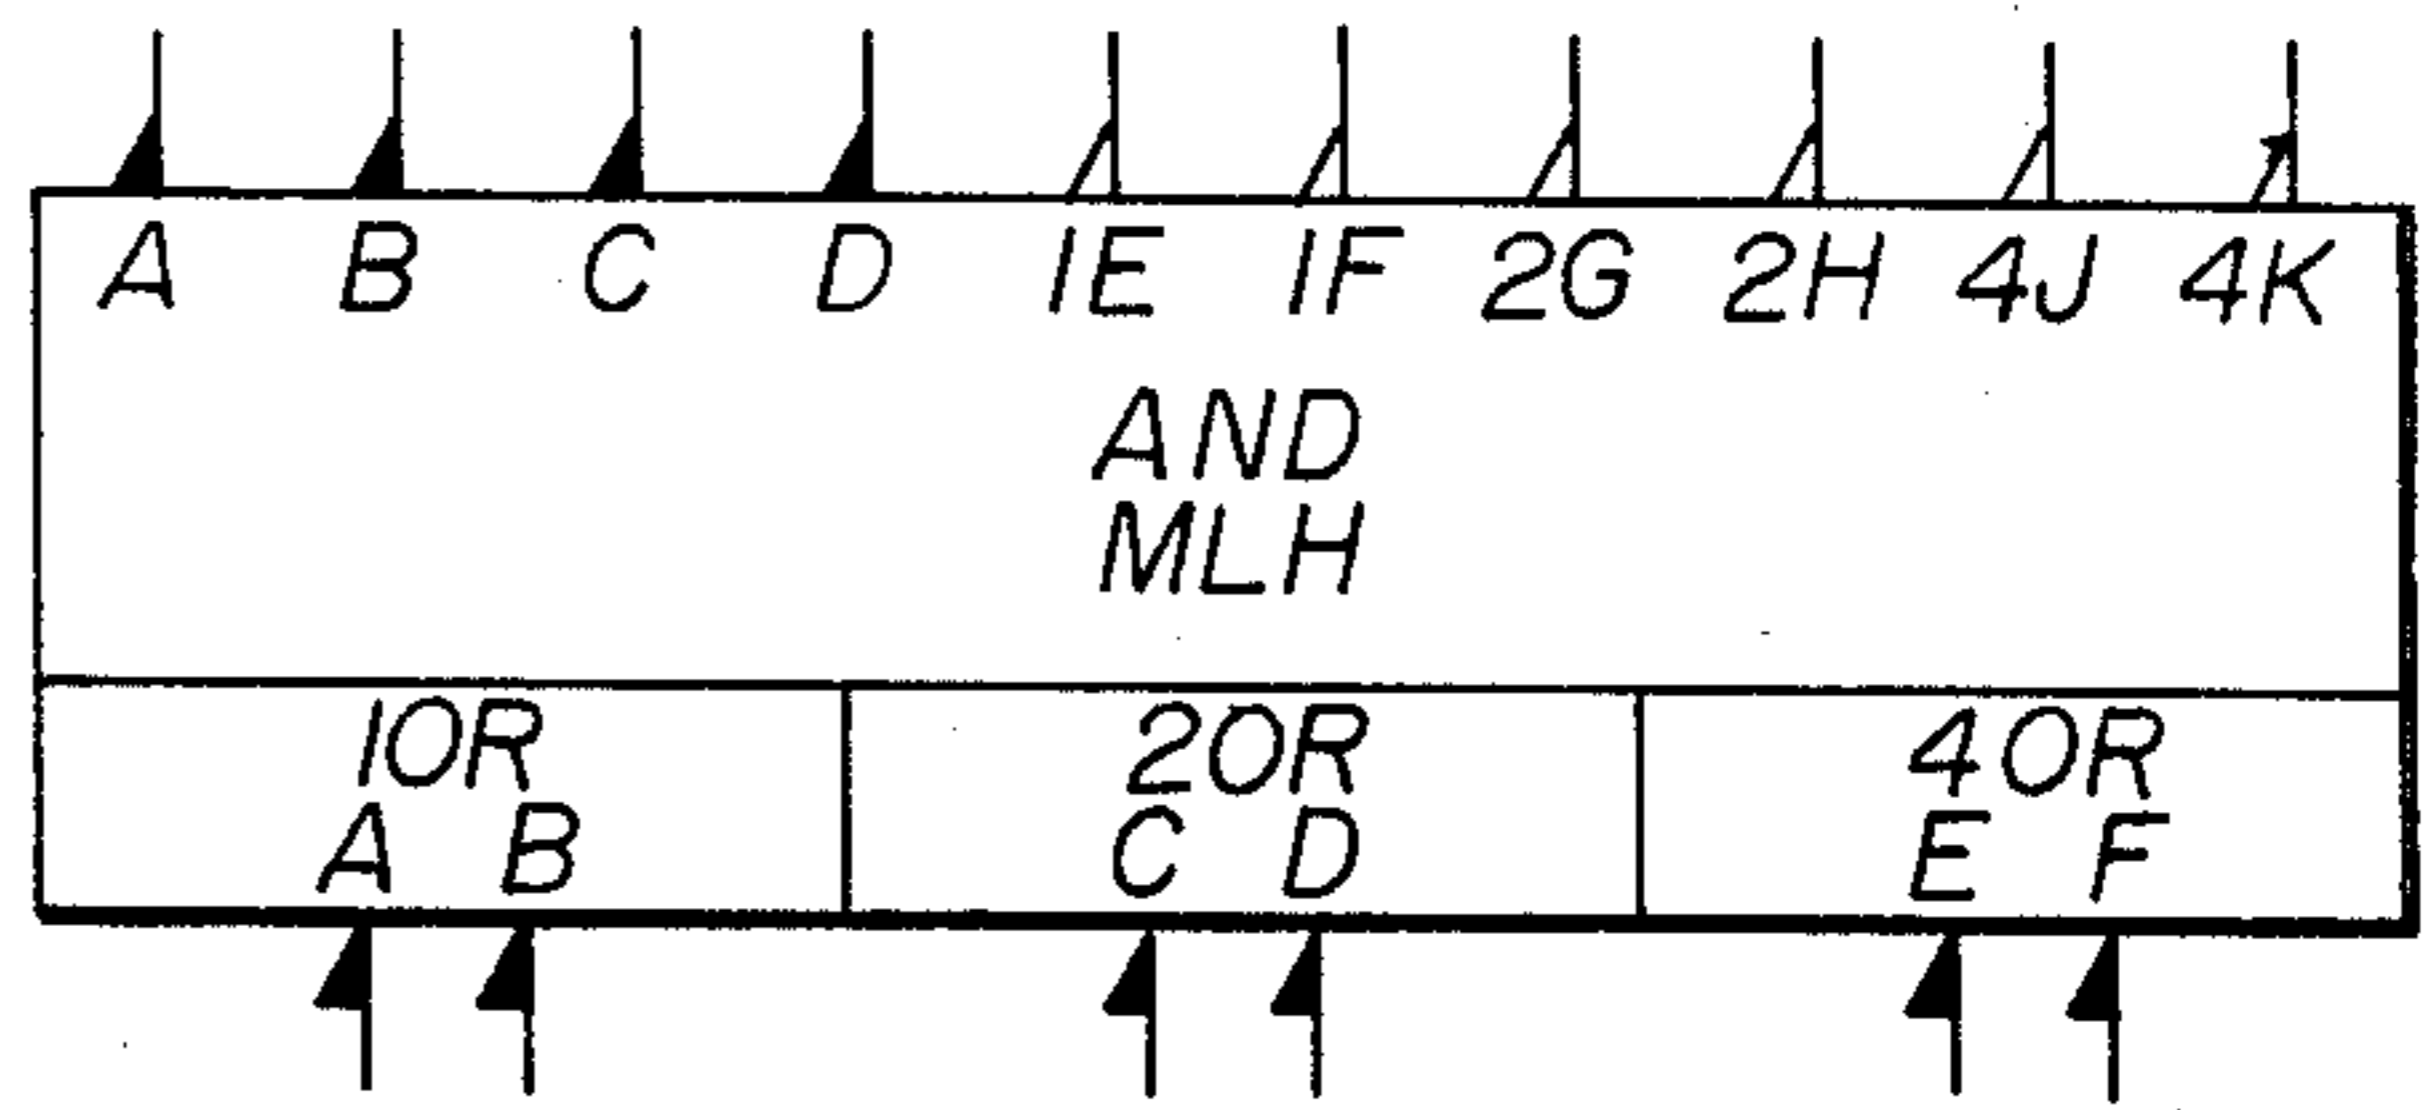 A B C D 1E 1F 2G 2H 4J 4K
AND
MLH
1OR 2OR 4OR
A B C D E F